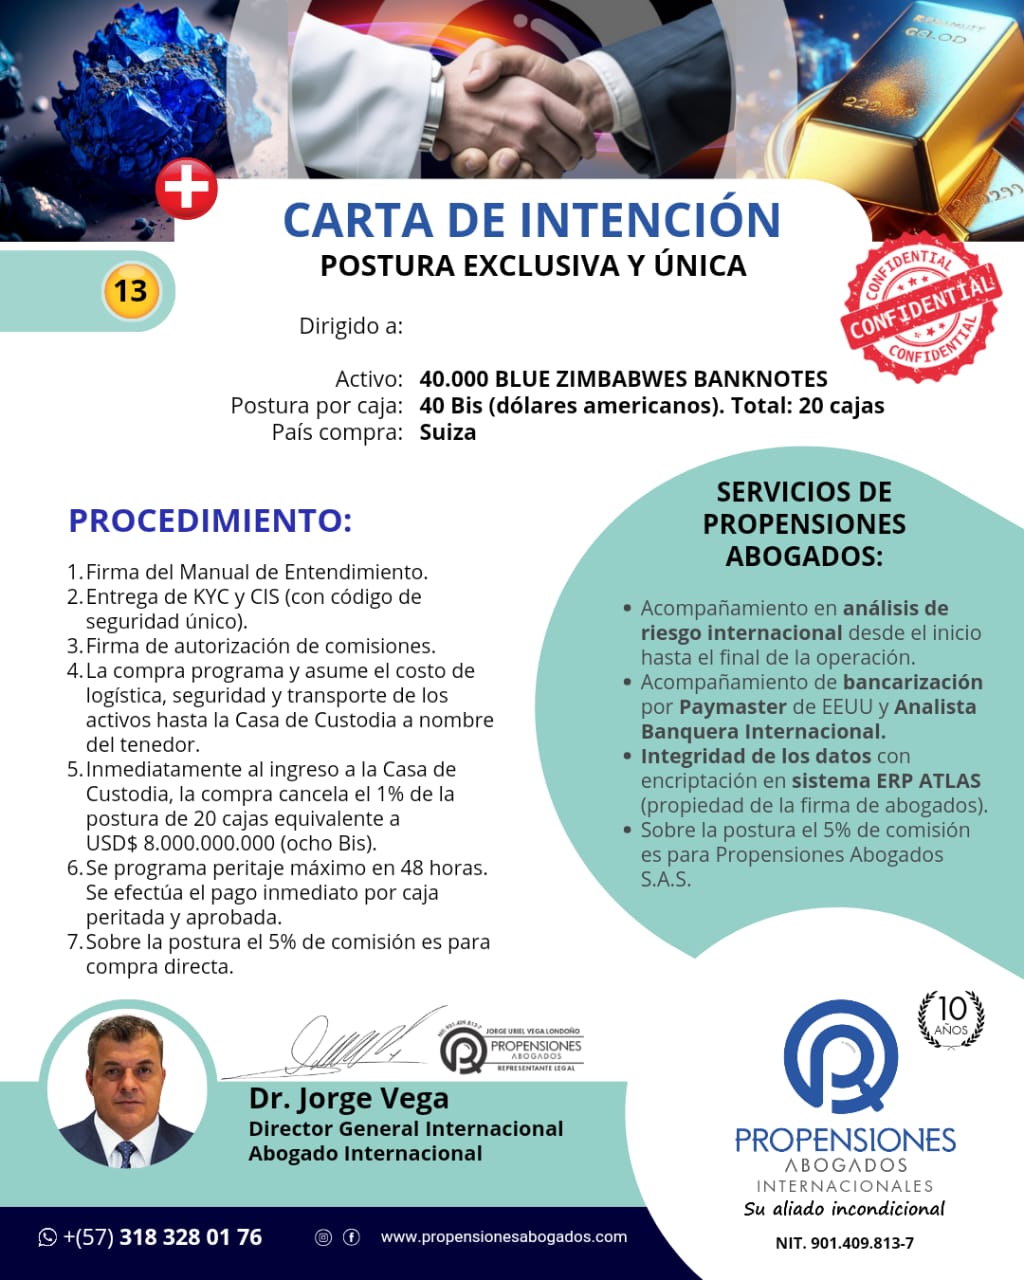 CARTA DE INTENCIÓN
POSTURA EXCLUSIVA Y ÚNICA
13
CONFIDENTIAL
CONFIDENTIAL
CONFIDENTIAL
Dirigido a:
Activo: 40.000 BLUE ZIMBABWES BANKNOTES
Postura por caja: 40 Bis (dólares americanos). Total: 20 cajas
País compra: Suiza
PROCEDIMIENTO:
1. Firma del Manual de Entendimiento.
2. Entrega de KYC y CIS (con código de
seguridad único).
3. Firma de autorización de comisiones.
4. La compra programa y asume el costo de
logística, seguridad y transporte de los
activos hasta la Casa de Custodia a nombre
del tenedor.
5. Inmediatamente al ingreso a la Casa de
Custodia, la compra cancela el 1% de la
postura de 20 cajas equivalente a
USD$ 8.000.000.000 (ocho Bis).
6. Se programa peritaje máximo en 48 horas.
Se efectúa el pago inmediato por caja
peritada y aprobada.
7. Sobre la postura el 5% de comisión es para
compra directa.
SERVICIOS DE
PROPENSIONES
ABOGADOS:
• Acompañamiento en análisis de
riesgo internacional desde el inicio
hasta el final de la operación.
• Acompañamiento de bancarización
por Paymaster de EEUU y Analista
Banquera Internacional.
• Integridad de los datos con
encriptación en sistema ERP ATLAS
(propiedad de la firma de abogados).
• Sobre la postura el 5% de comisión
es para Propensiones Abogados
S.A.S.
NIT. 901.409.813-7
JORGE URIEL VEGA LONDOÑO
PROPENSIONES
ABOGADOS
REPRESENTANTE LEGAL
Dr. Jorge Vega
Director General Internacional
Abogado Internacional
10
AÑOS
PROPENSIONES
ABOGADOS
INTERNACIONALES
Su aliado incondicional
NIT. 901.409.813-7
+(57) 318 328 01 76
www.propensionesabogados.com